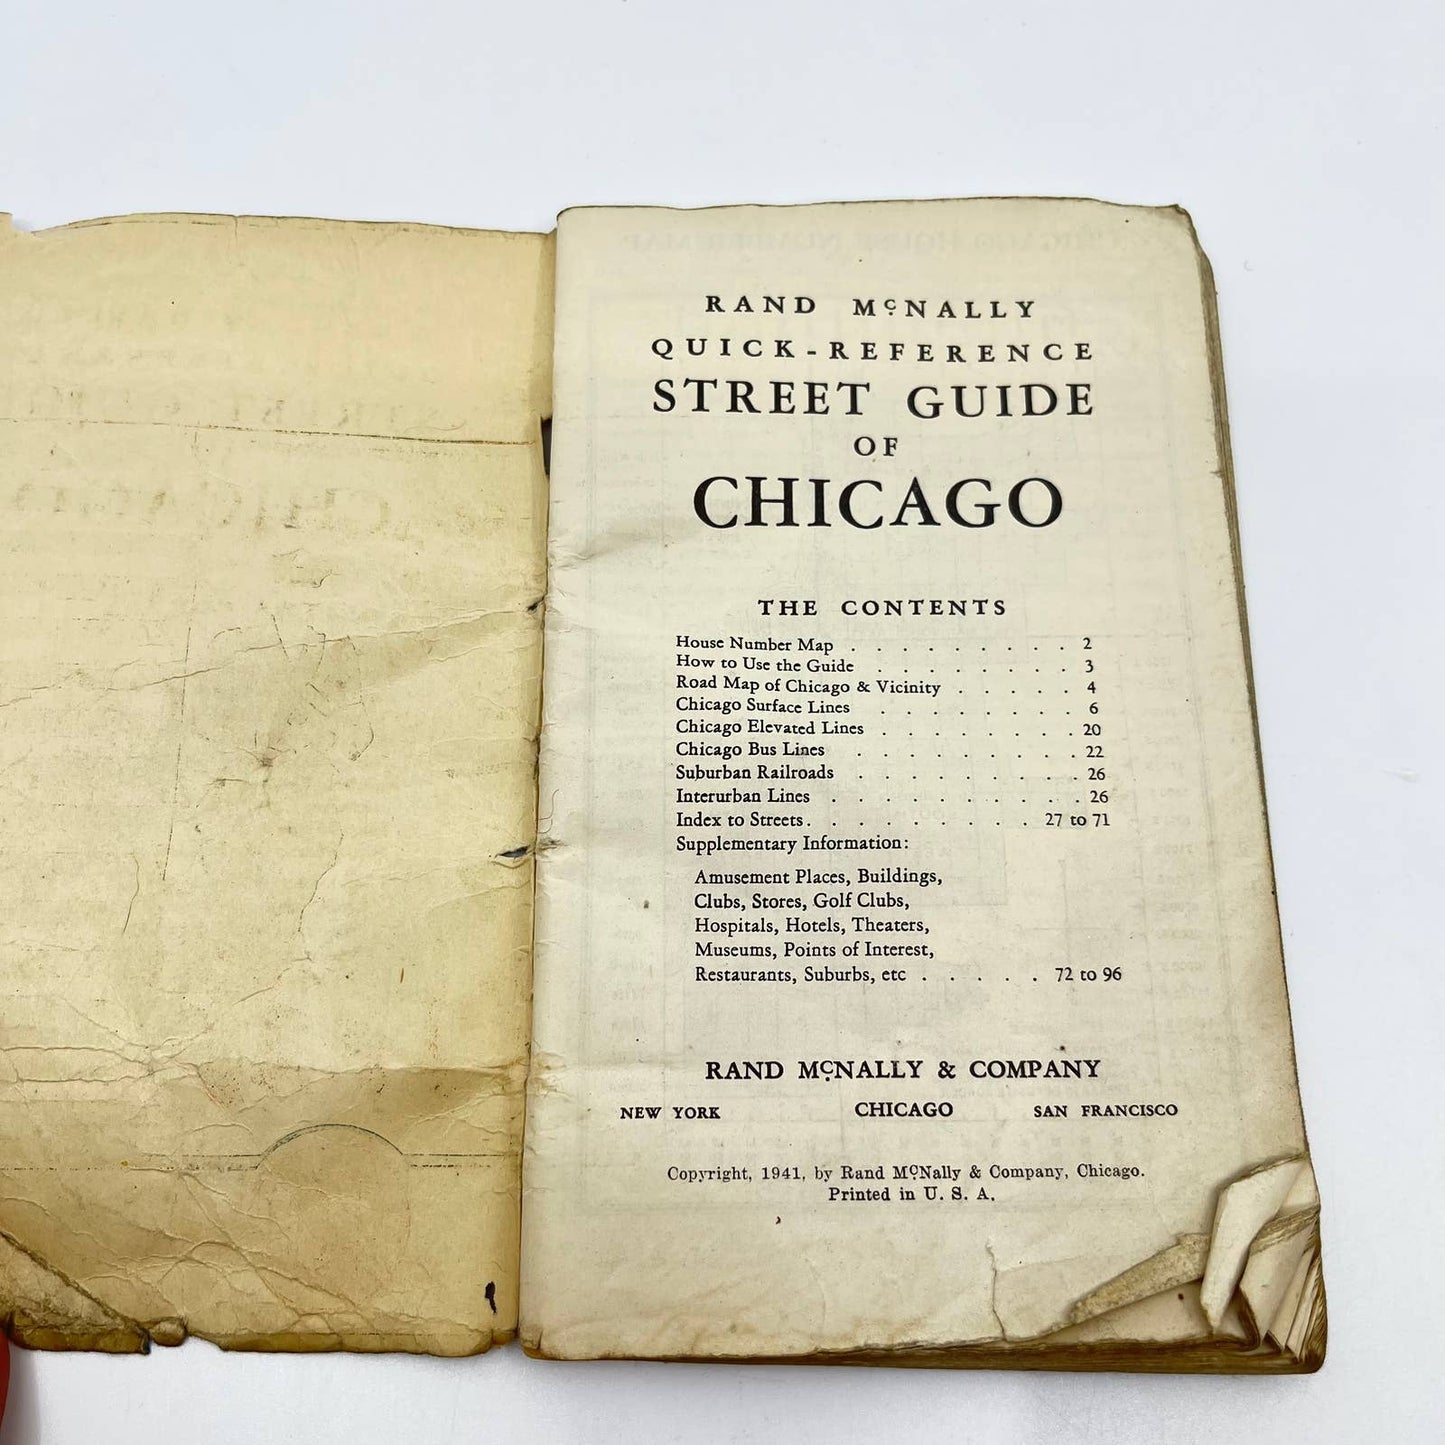 RAND McNALLY
QUICK-REFERENCE
STREET GUIDE
OF
CHICAGO
THE CONTENTS
House Number Map . . . . . . . . . 2
How to Use the Guide . . . . . . . . 3
Road Map of Chicago & Vicinity . . . . . 4
Chicago Surface Lines . . . . . . . . 6
Chicago Elevated Lines . . . . . . . . 20
Chicago Bus Lines . . . . . . . . . 22
Suburban Railroads . . . . . . . . . 26
Interurban Lines . . . . . . . . . . 26
Index to Streets . . . . . . . . . 27 to 71
Supplementary Information:
Amusement Places, Buildings,
Clubs, Stores, Golf Clubs,
Hospitals, Hotels, Theaters,
Museums, Points of Interest,
Restaurants, Suburbs, etc . . . . . 72 to 96
RAND McNALLY & COMPANY
NEW YORK CHICAGO SAN FRANCISCO
Copyright, 1941, by Rand McNally & Company, Chicago.
Printed in U. S. A.